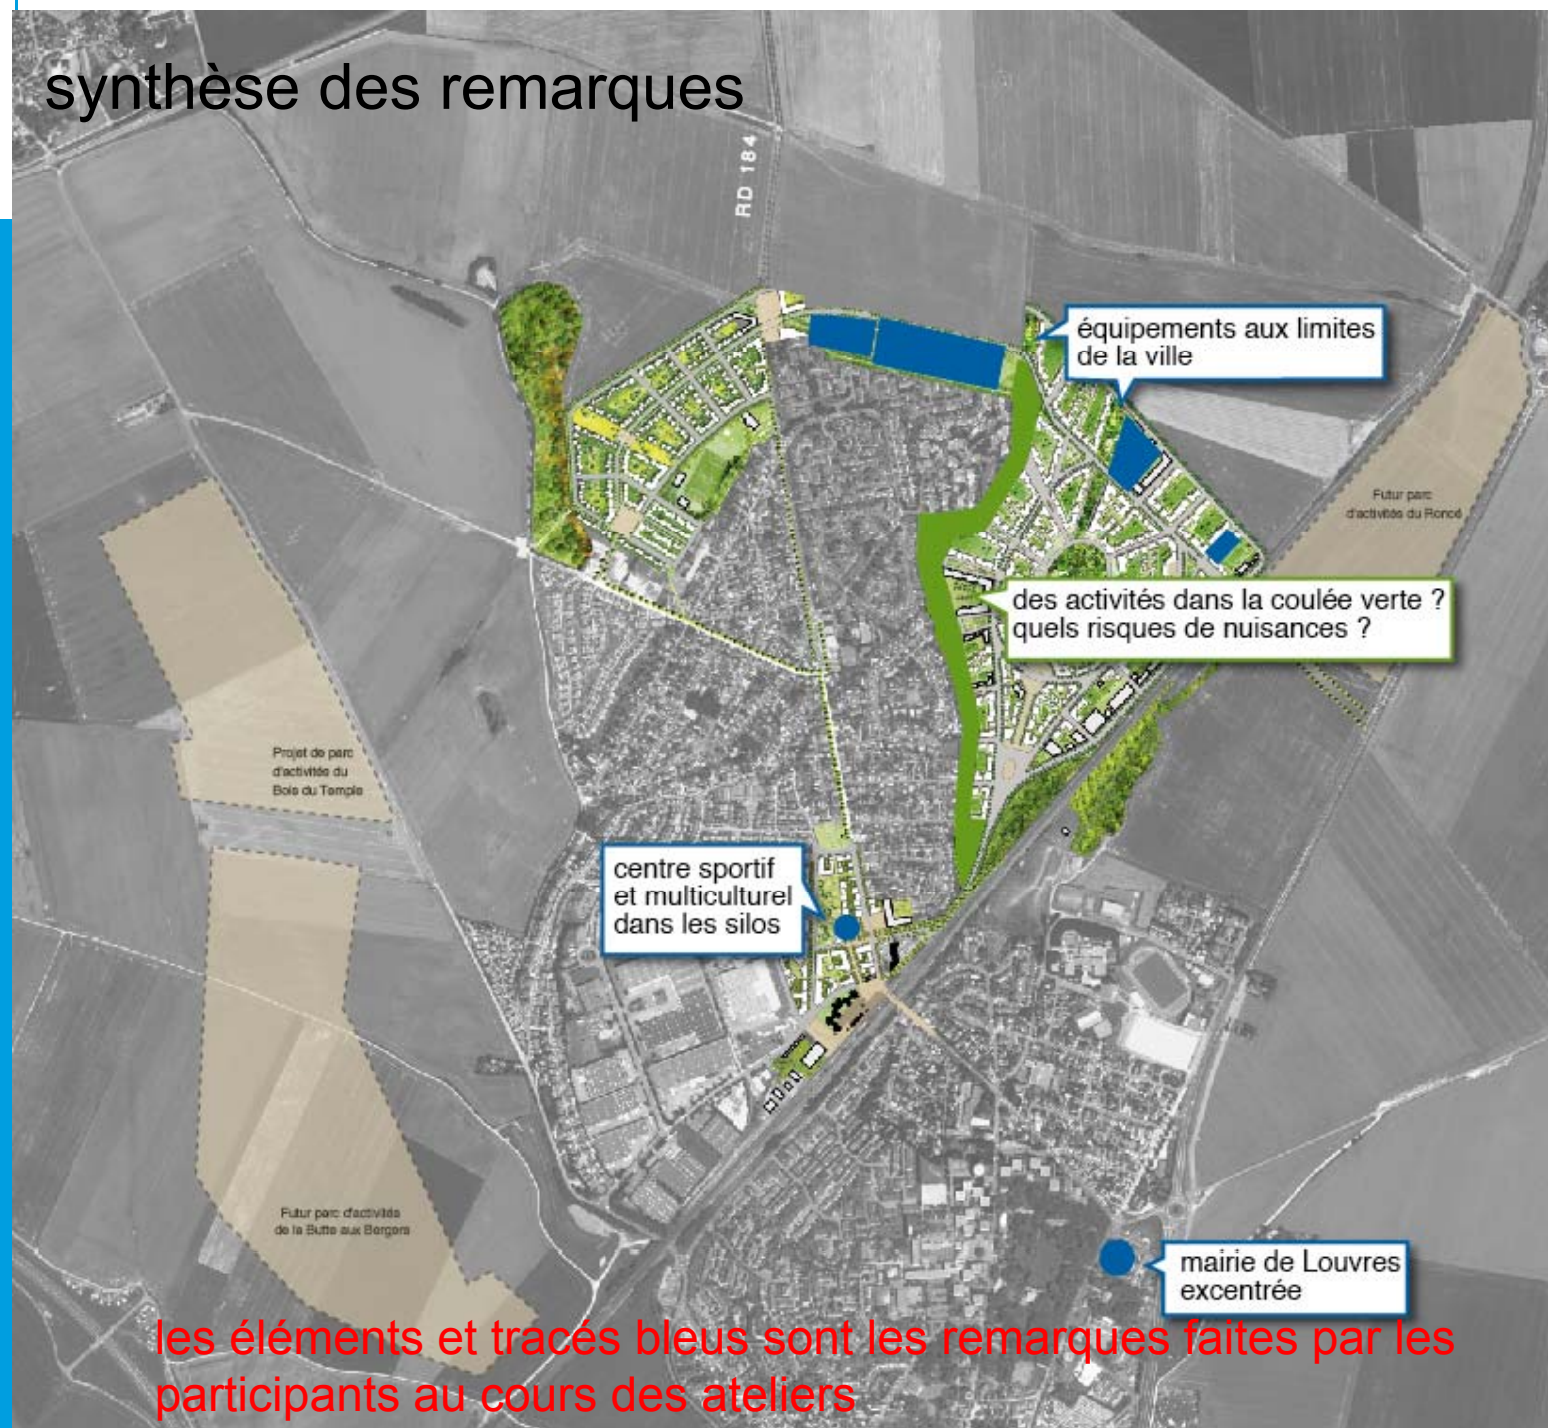 synthèse des remarques
RD 184
équipements aux limites
de la ville
Futur parc
d'activités du Roncé
des activités dans la coulée verte ?
quels risques de nuisances ?
Projet de parc
d'activités du
Bois du Temple
centre sportif
et multiculturel
dans les silos
Futur parc d'activités
de la Butte aux Bergers
mairie de Louvres
excentrée
les éléments et tracés bleus sont les remarques faites par les
participants au cours des ateliers